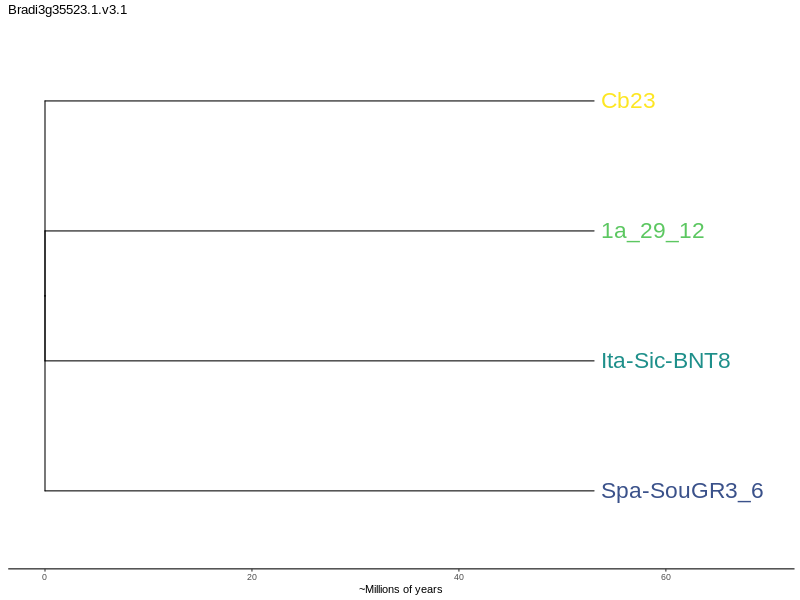 Bradi3g35523.1.v3.1
Cb23
1a_29_12
Ita-Sic-BNT8
Spa-SouGR3_6
0 20 40 60
~Millions of years